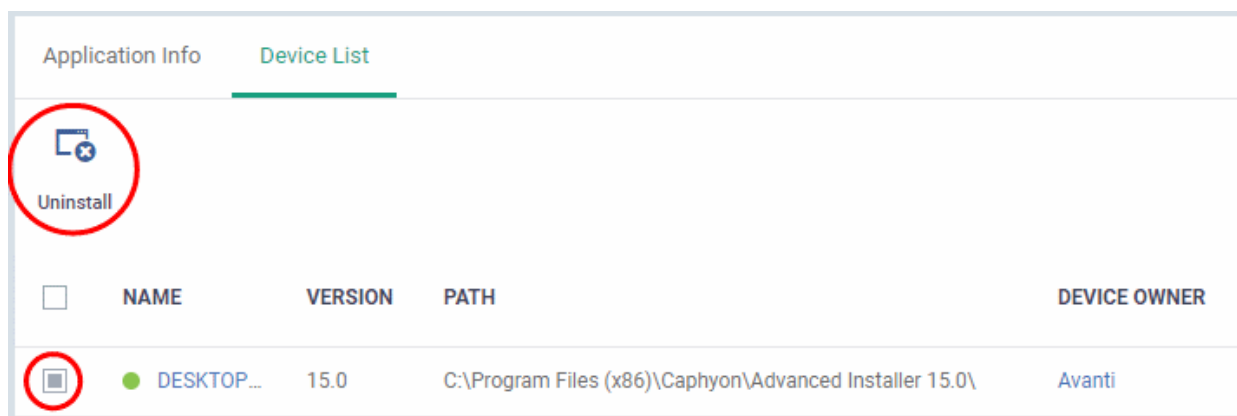 Application Info Device List
Uninstall
NAME VERSION PATH DEVICE OWNER
DESKTOP... 15.0 C:\Program Files (x86)\Caphyon\Advanced Installer 15.0\ Avanti